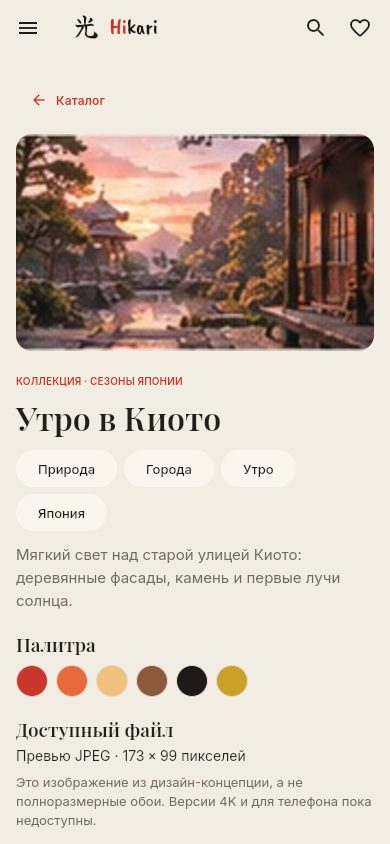 光 Hikari
Каталог
КОЛЛЕКЦИЯ · СЕЗОНЫ ЯПОНИИ
Утро в Киото
Природа Города Утро
Япония
Мягкий свет над старой улицей Киото:
деревянные фасады, камень и первые лучи
солнца.
Палитра
Доступный файл
Превью JPEG · 173 × 99 пикселей
Это изображение из дизайн-концепции, а не
полноразмерные обои. Версии 4K и для телефона пока
недоступны.